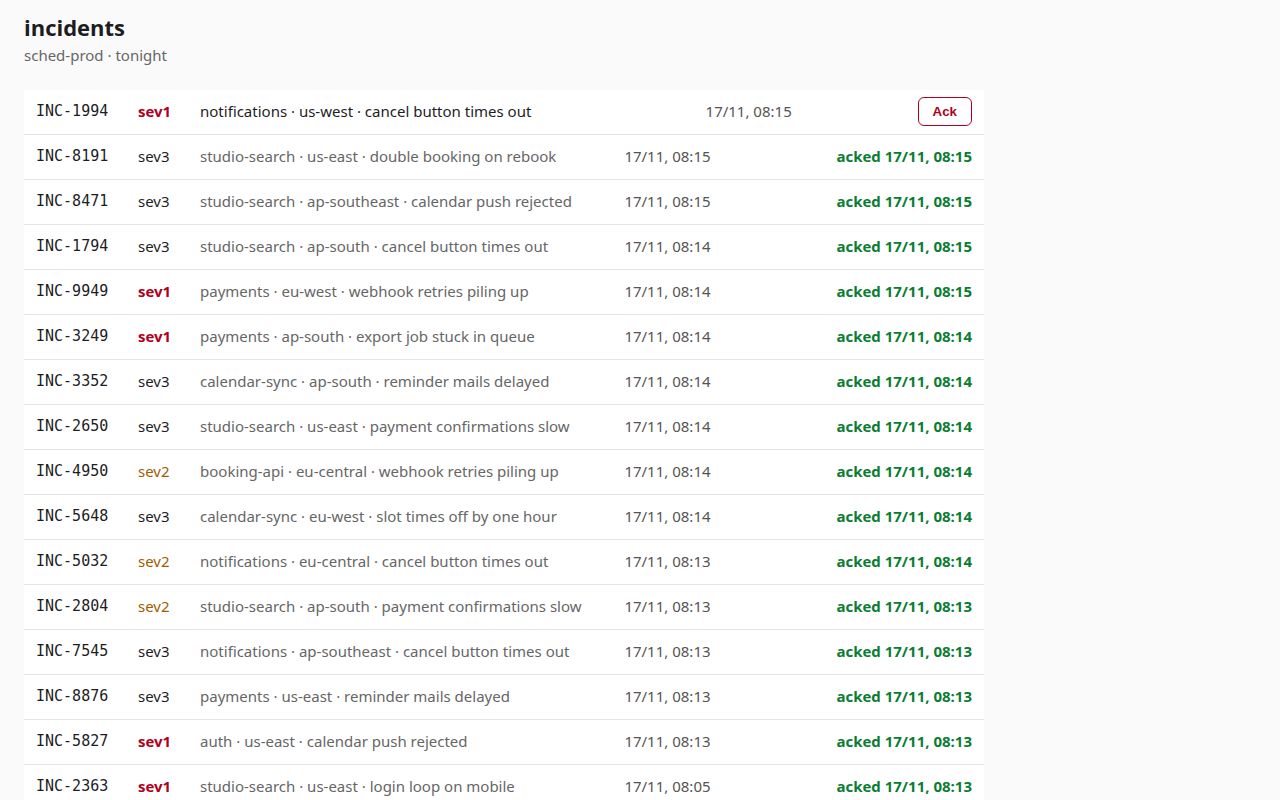 incidents
sched-prod · tonight
INC-1994 sev1 notifications · us-west · cancel button times out 17/11, 08:15 Ack
INC-8191 sev3 studio-search · us-east · double booking on rebook 17/11, 08:15 acked 17/11, 08:15
INC-8471 sev3 studio-search · ap-southeast · calendar push rejected 17/11, 08:15 acked 17/11, 08:15
INC-1794 sev3 studio-search · ap-south · cancel button times out 17/11, 08:14 acked 17/11, 08:15
INC-9949 sev1 payments · eu-west · webhook retries piling up 17/11, 08:14 acked 17/11, 08:15
INC-3249 sev1 payments · ap-south · export job stuck in queue 17/11, 08:14 acked 17/11, 08:14
INC-3352 sev3 calendar-sync · ap-south · reminder mails delayed 17/11, 08:14 acked 17/11, 08:14
INC-2650 sev3 studio-search · us-east · payment confirmations slow 17/11, 08:14 acked 17/11, 08:14
INC-4950 sev2 booking-api · eu-central · webhook retries piling up 17/11, 08:14 acked 17/11, 08:14
INC-5648 sev3 calendar-sync · eu-west · slot times off by one hour 17/11, 08:14 acked 17/11, 08:14
INC-5032 sev2 notifications · eu-central · cancel button times out 17/11, 08:13 acked 17/11, 08:14
INC-2804 sev2 studio-search · ap-south · payment confirmations slow 17/11, 08:13 acked 17/11, 08:13
INC-7545 sev3 notifications · ap-southeast · cancel button times out 17/11, 08:13 acked 17/11, 08:13
INC-8876 sev3 payments · us-east · reminder mails delayed 17/11, 08:13 acked 17/11, 08:13
INC-5827 sev1 auth · us-east · calendar push rejected 17/11, 08:13 acked 17/11, 08:13
INC-2363 sev1 studio-search · us-east · login loop on mobile 17/11, 08:05 acked 17/11, 08:13